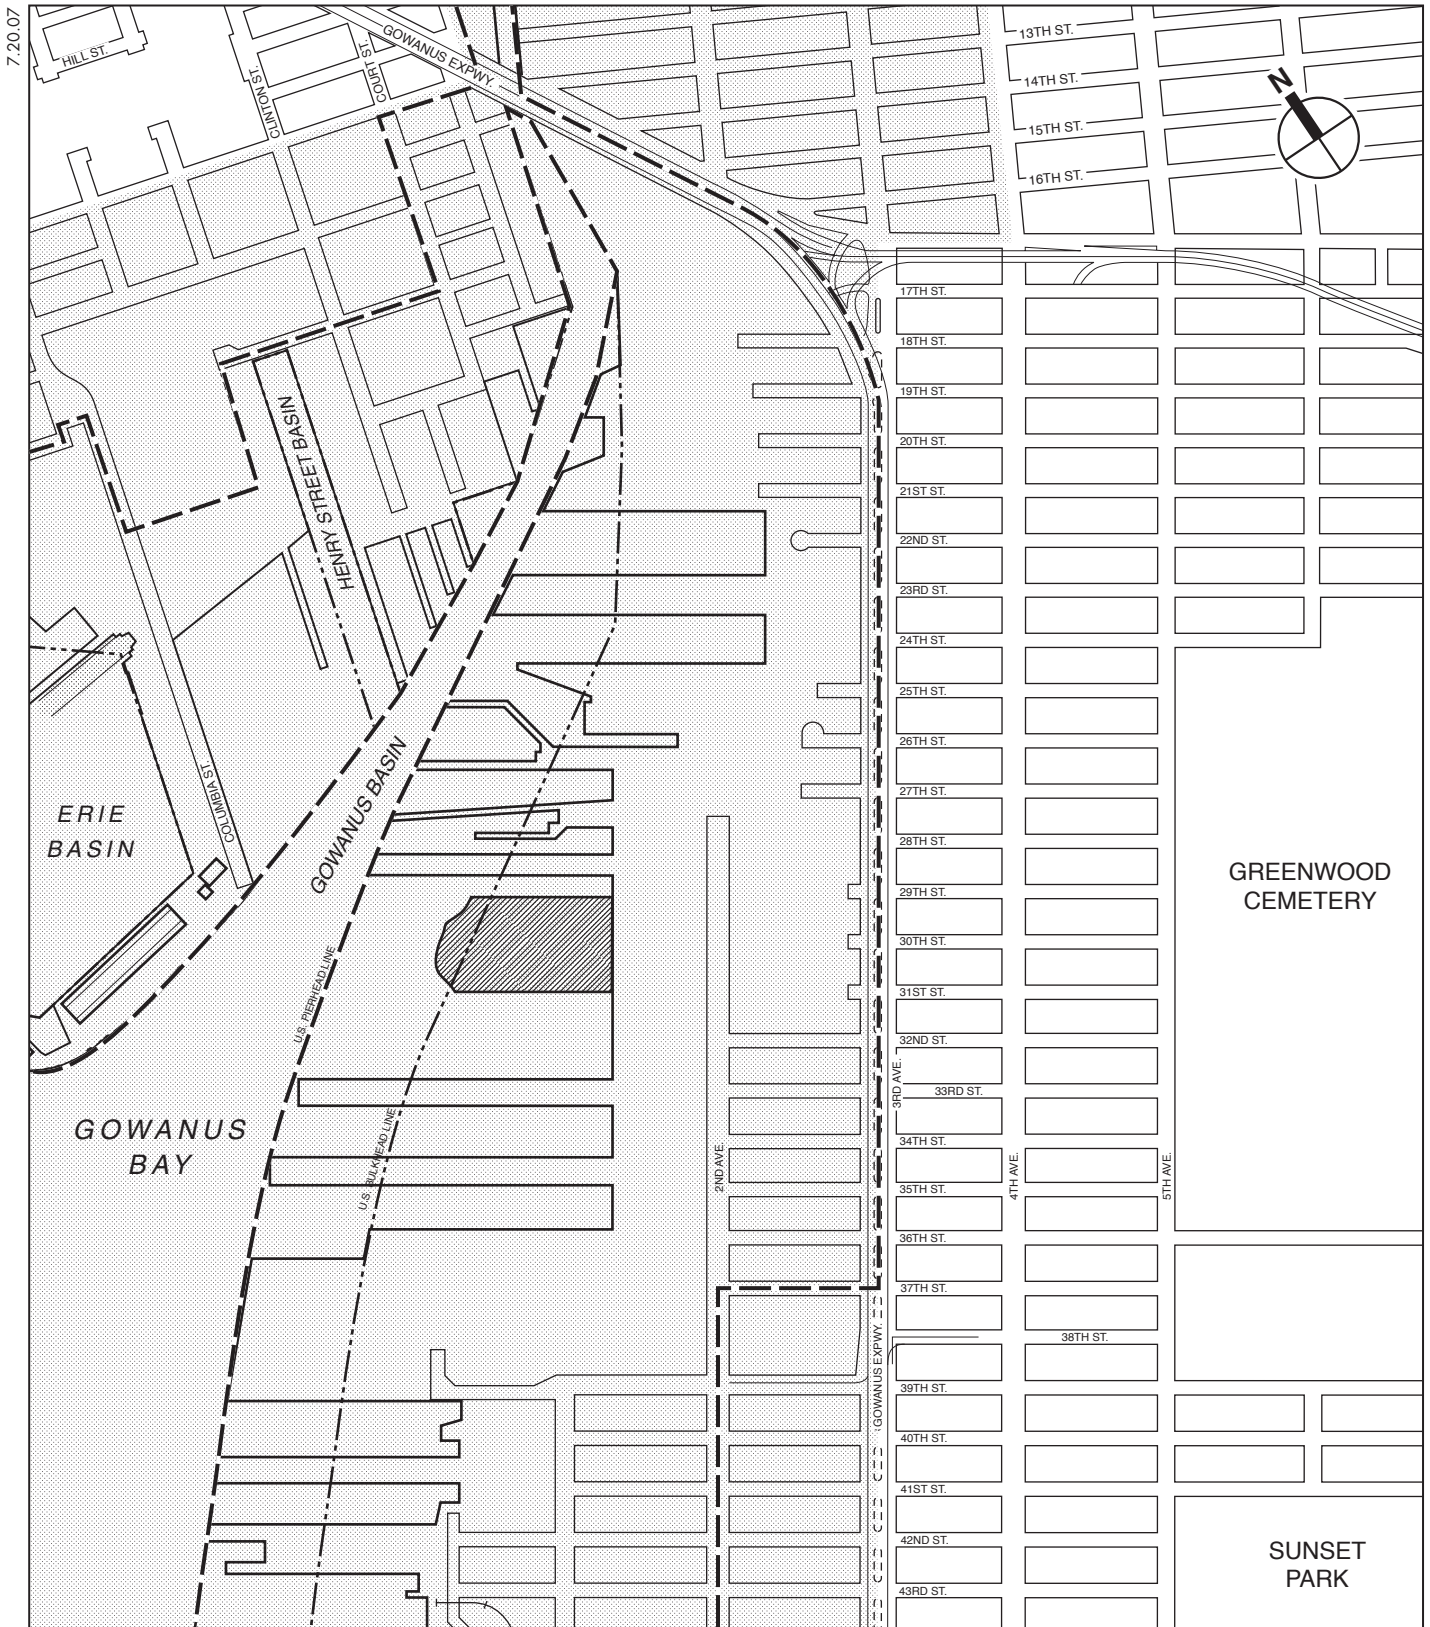 7.20.07
HILL ST.
CLINTON ST.
COURT ST.
GOWANUS EXPWY.
13TH ST.
14TH ST.
15TH ST.
16TH ST.
N
17TH ST.
18TH ST.
19TH ST.
20TH ST.
21ST ST.
22ND ST.
23RD ST.
24TH ST.
25TH ST.
26TH ST.
27TH ST.
28TH ST.
29TH ST.
30TH ST.
31ST ST.
32ND ST.
33RD ST.
34TH ST.
35TH ST.
36TH ST.
37TH ST.
38TH ST.
39TH ST.
40TH ST.
41ST ST.
42ND ST.
43RD ST.
HENRY STREET BASIN
COLUMBIA ST.
ERIE
BASIN
GOWANUS BASIN
U.S. PIERHEAD LINE
U.S. BULKHEAD LINE
GOWANUS
BAY
2ND AVE.
3RD AVE.
4TH AVE.
5TH AVE.
GOWANUS EXPWY.
GREENWOOD
CEMETERY
SUNSET
PARK